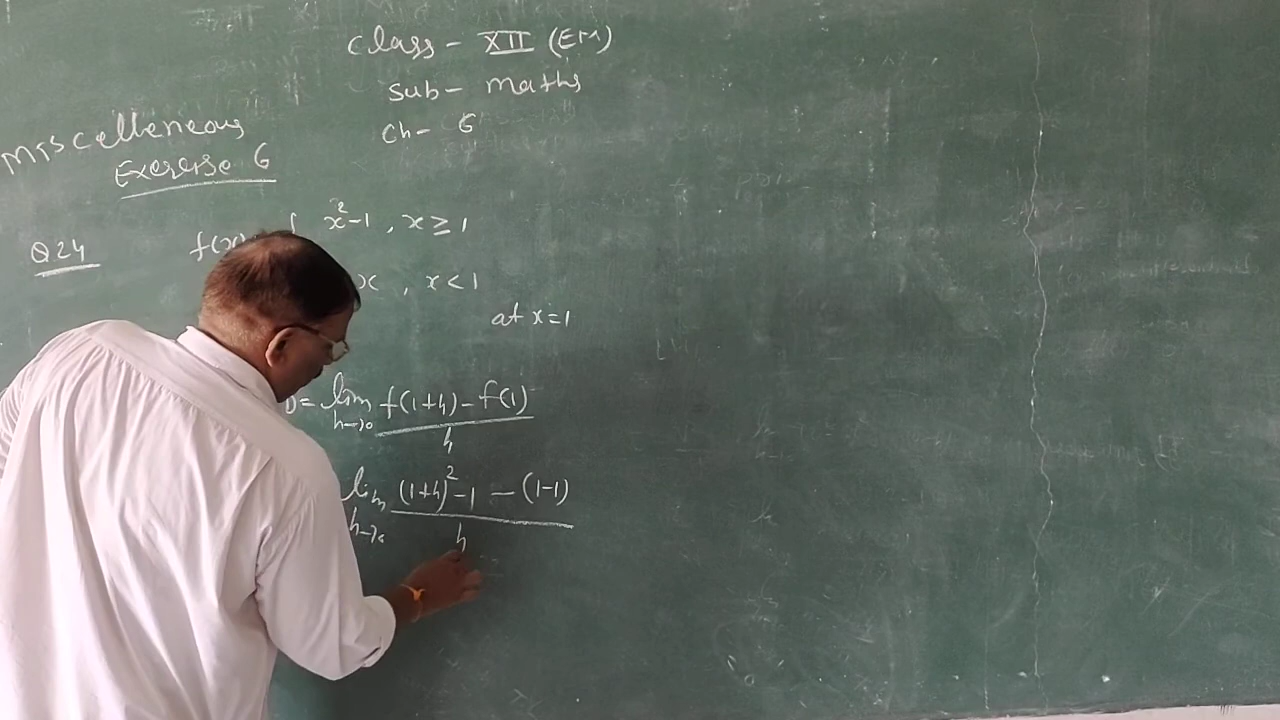 Class - XII (EM)
Sub - maths
Ch - 6
Miscelleneous
Exercise 6
Q24
f(x) { x²-1 , x ≥ 1
x , x < 1
at x=1
= lim h→0 f(1+h) - f(1) / h
lim h→0 (1+h)² -1 - (1-1) / h